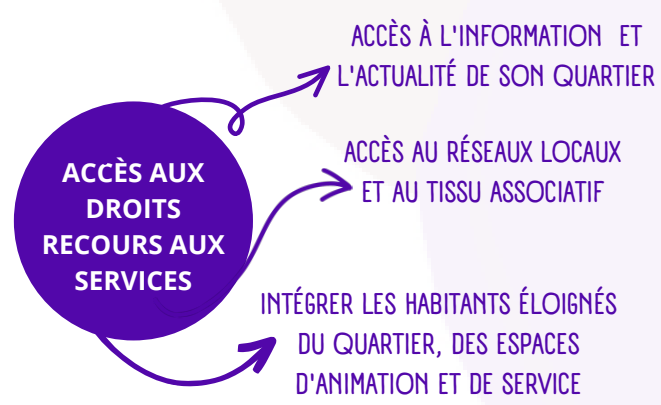 ACCÈS AUX
DROITS
RECOURS AUX
SERVICES
ACCÈS À L'INFORMATION ET
L'ACTUALITÉ DE SON QUARTIER
ACCÈS AU RÉSEAUX LOCAUX
ET AU TISSU ASSOCIATIF
INTÉGRER LES HABITANTS ÉLOIGNÉS
DU QUARTIER, DES ESPACES
D'ANIMATION ET DE SERVICE